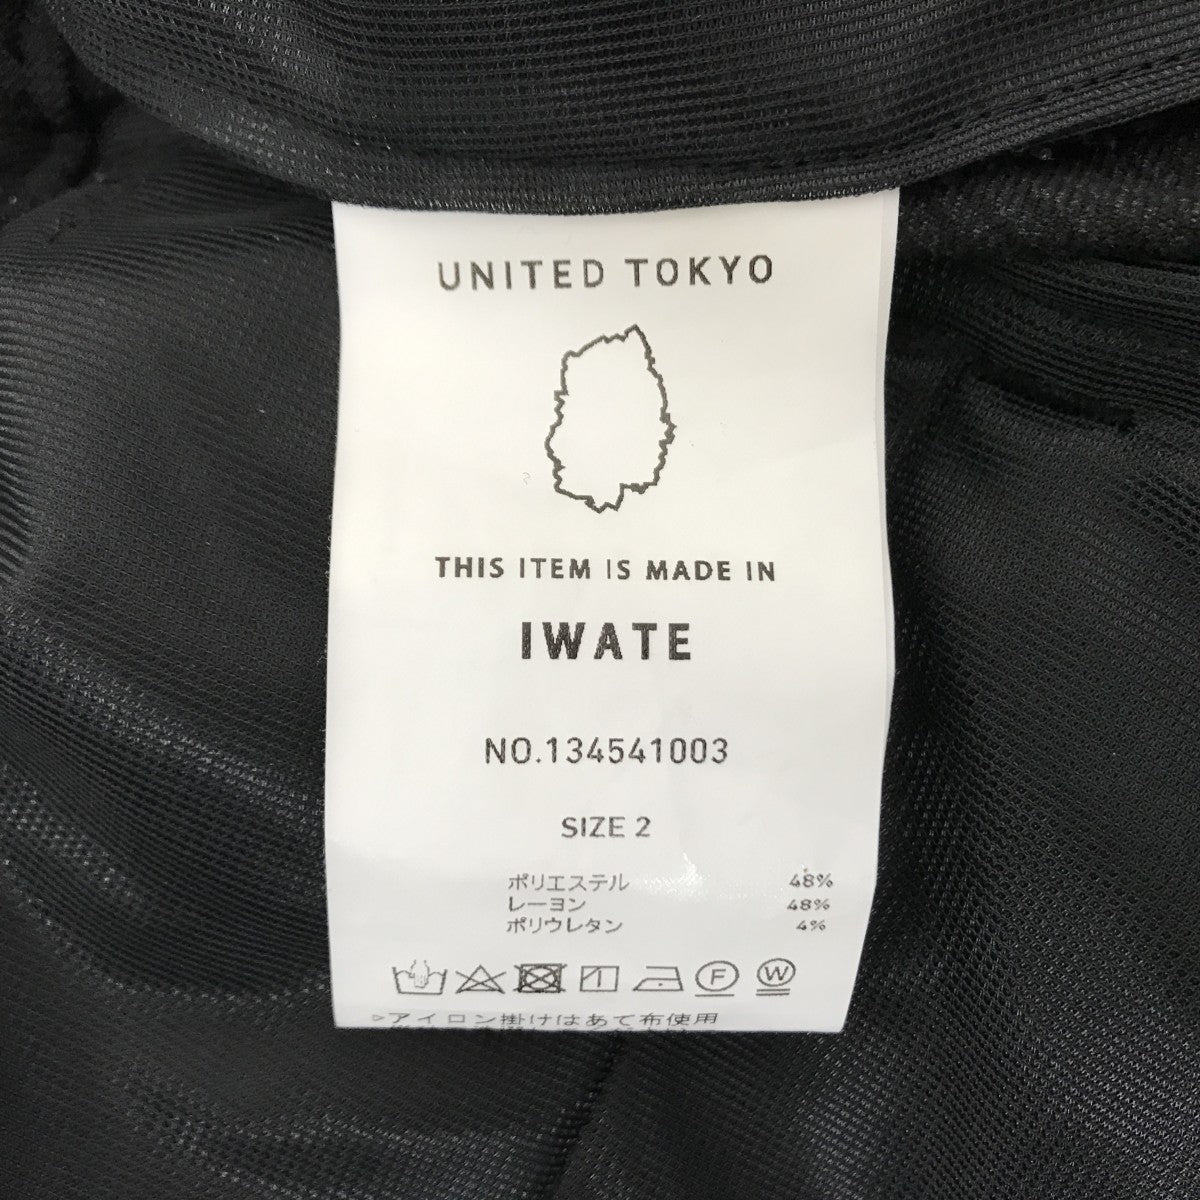 UNITED TOKYO
THIS ITEM IS MADE IN
IWATE
NO.134541003
SIZE 2
ポリエステル 48%
レーヨン 48%
ポリウレタン 4%
F W
▷アイロン掛けはあて布使用